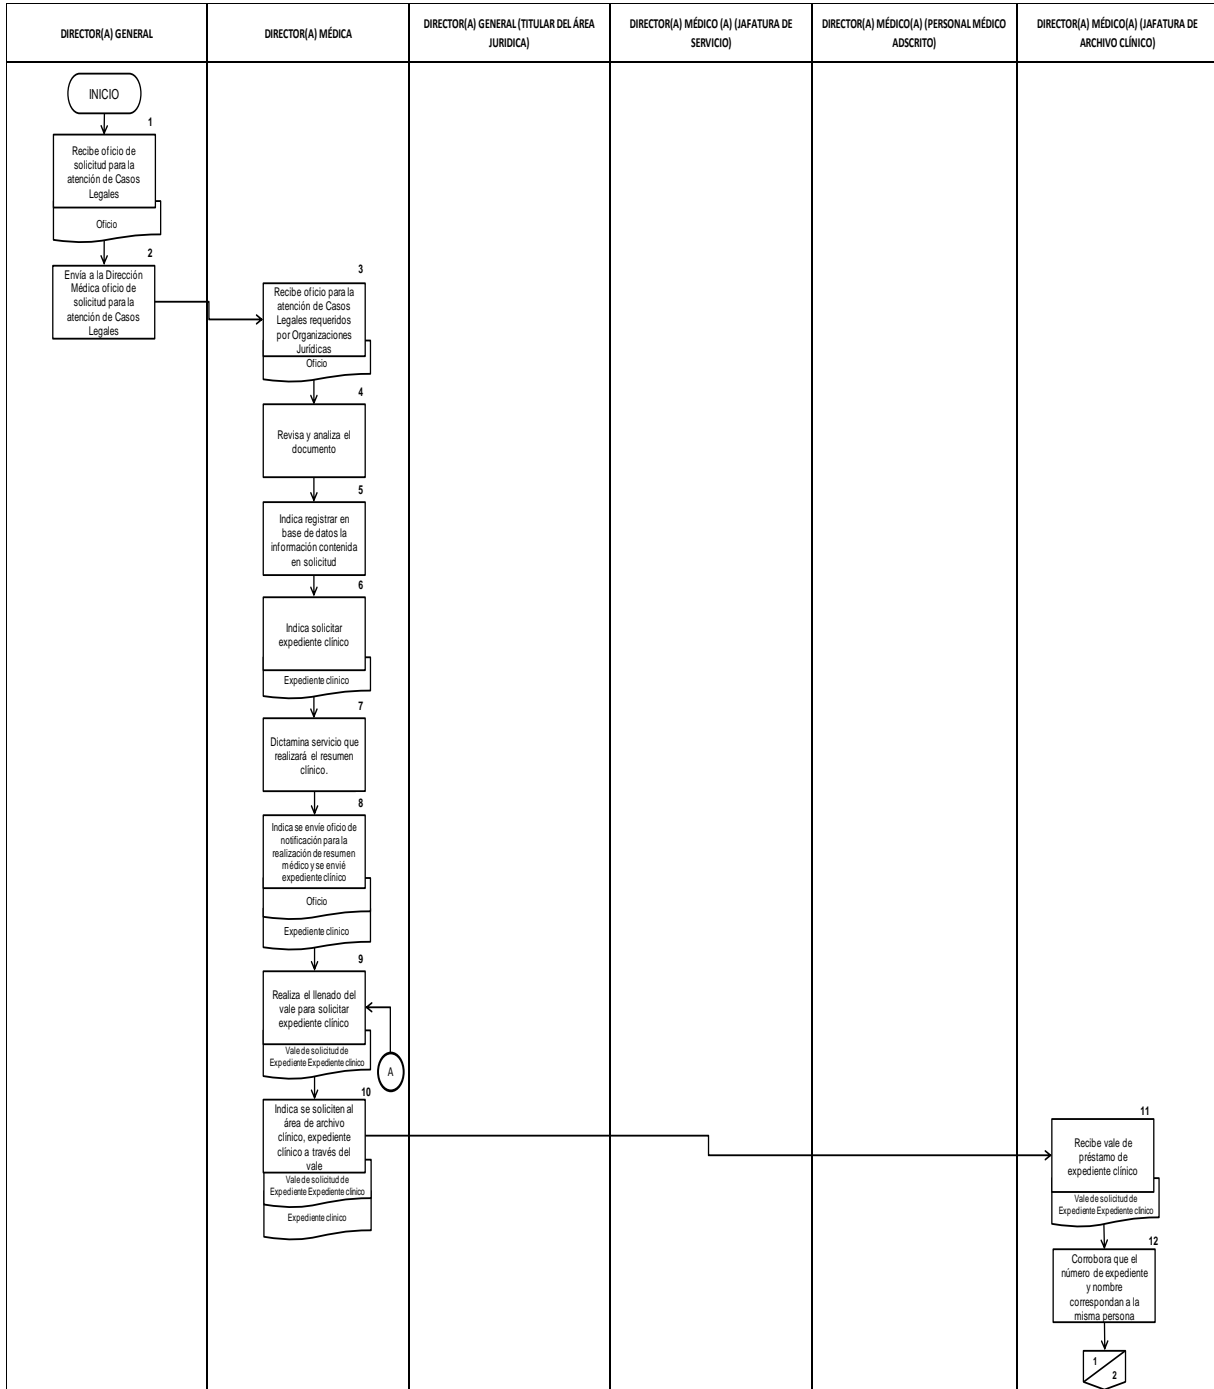 DIRECTOR(A) GENERAL
DIRECTOR(A) MÉDICA
DIRECTOR(A) GENERAL (TITULAR DEL ÁREA
JURIDICA)
DIRECTOR(A) MÉDICO (A) (JAFATURA DE
SERVICIO)
DIRECTOR(A) MÉDICO(A) (PERSONAL MÉDICO
ADSCRITO)
DIRECTOR(A) MÉDICO(A) (JAFATURA DE
ARCHIVO CLÍNICO)
INICIO
1
Recibe oficio de
solicitud para la
atención de Casos
Legales
Oficio
2
Envía a la Dirección
Médica oficio de
solicitud para la
atención de Casos
Legales
3
Recibe oficio para la
atención de Casos
Legales requeridos
por Organizaciones
Jurídicas
Oficio
4
Revisa y analiza el
documento
5
Indica registrar en
base de datos la
información contenida
en solicitud
6
Indica solicitar
expediente clínico
Expediente clinico
7
Dictamina servicio que
realizará el resumen
clínico.
8
Indica se envíe oficio de
notificación para la
realización de resumen
médico y se envié
expediente clínico
Oficio
Expediente clinico
9
Realiza el llenado del
vale para solicitar
expediente clínico
Vale de solicitud de
Expediente Expediente clinico
A
10
Indica se soliciten al
área de archivo
clínico, expediente
clínico a través del
vale
Vale de solicitud de
Expediente Expediente clinico
Expediente clinico
11
Recibe vale de
préstamo de
expediente clínico
Vale de solicitud de
Expediente Expediente clinico
12
Corrobora que el
número de expediente
y nombre
correspondan a la
misma persona
1
2